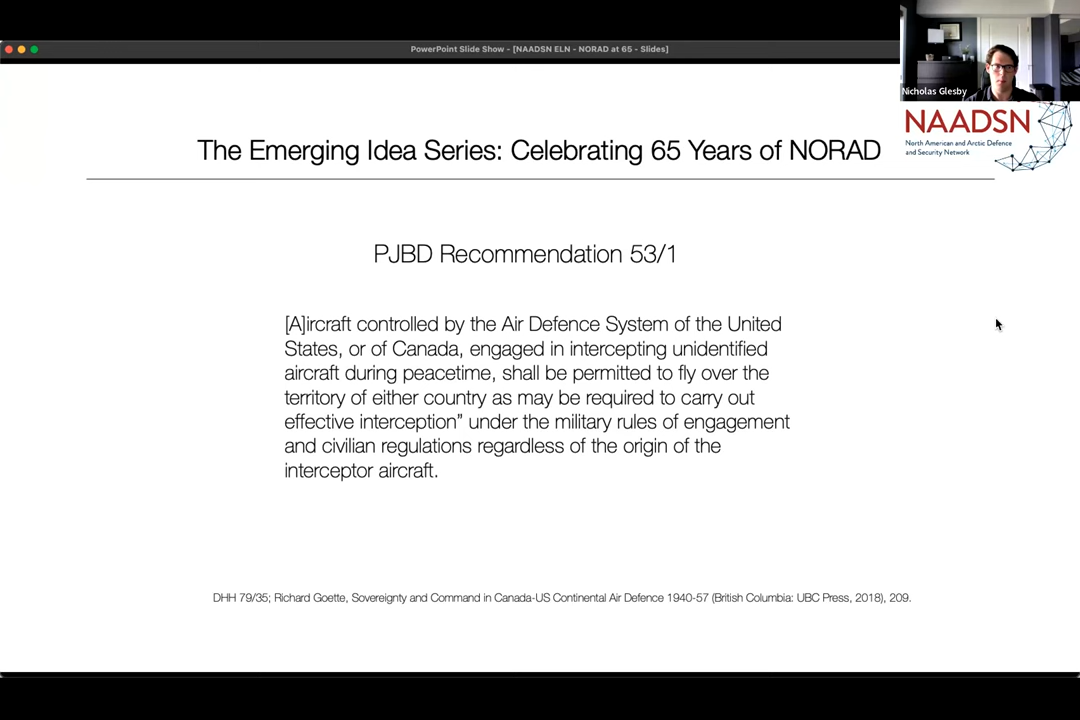 PowerPoint Slide Show - [NAADSN ELN - NORAD at 65 - Slides]
Nicholas Glesby
NAADSN
North American and Arctic Defence
and Security Network
The Emerging Idea Series: Celebrating 65 Years of NORAD
PJBD Recommendation 53/1
[A]ircraft controlled by the Air Defence System of the United
States, or of Canada, engaged in intercepting unidentified
aircraft during peacetime, shall be permitted to fly over the
territory of either country as may be required to carry out
effective interception” under the military rules of engagement
and civilian regulations regardless of the origin of the
interceptor aircraft.
DHH 79/35; Richard Goette, Sovereignty and Command in Canada-US Continental Air Defence 1940-57 (British Columbia: UBC Press, 2018), 209.